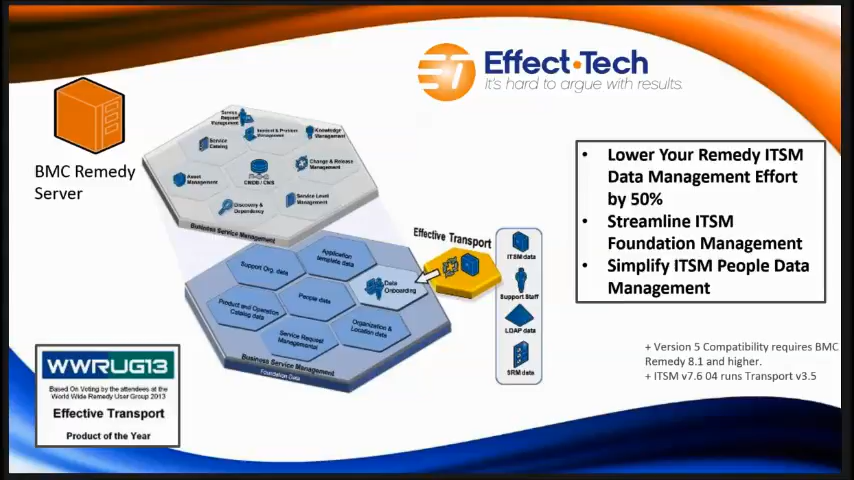 Effect•Tech
it's hard to argue with results.
BMC Remedy
Server
Service
Request
Management
Incident & Problem
Management
Knowledge
Management
Service
Catalog
Change & Release
Management
Asset
Management
CMDB / CMS
Service Level
Management
Discovery &
Dependency
Business Service Management
Effective Transport
Application
template data
Support Org. data
Data
Onboarding
People data
Product and Operation
Catalog data
Organization &
Location data
Service Request
Managemental
Business Service Management
Foundation Data
ITSM data
Support Staff
LDAP data
SRM data
• Lower Your Remedy ITSM
Data Management Effort
by 50%
• Streamline ITSM
Foundation Management
• Simplify ITSM People Data
Management
+ Version 5 Compatibility requires BMC
Remedy 8.1 and higher.
+ ITSM v7.6 04 runs Transport v3.5
WWRUG13
Based On Voting by the attendees at the
World Wide Remedy User Group 2013
Effective Transport
Product of the Year